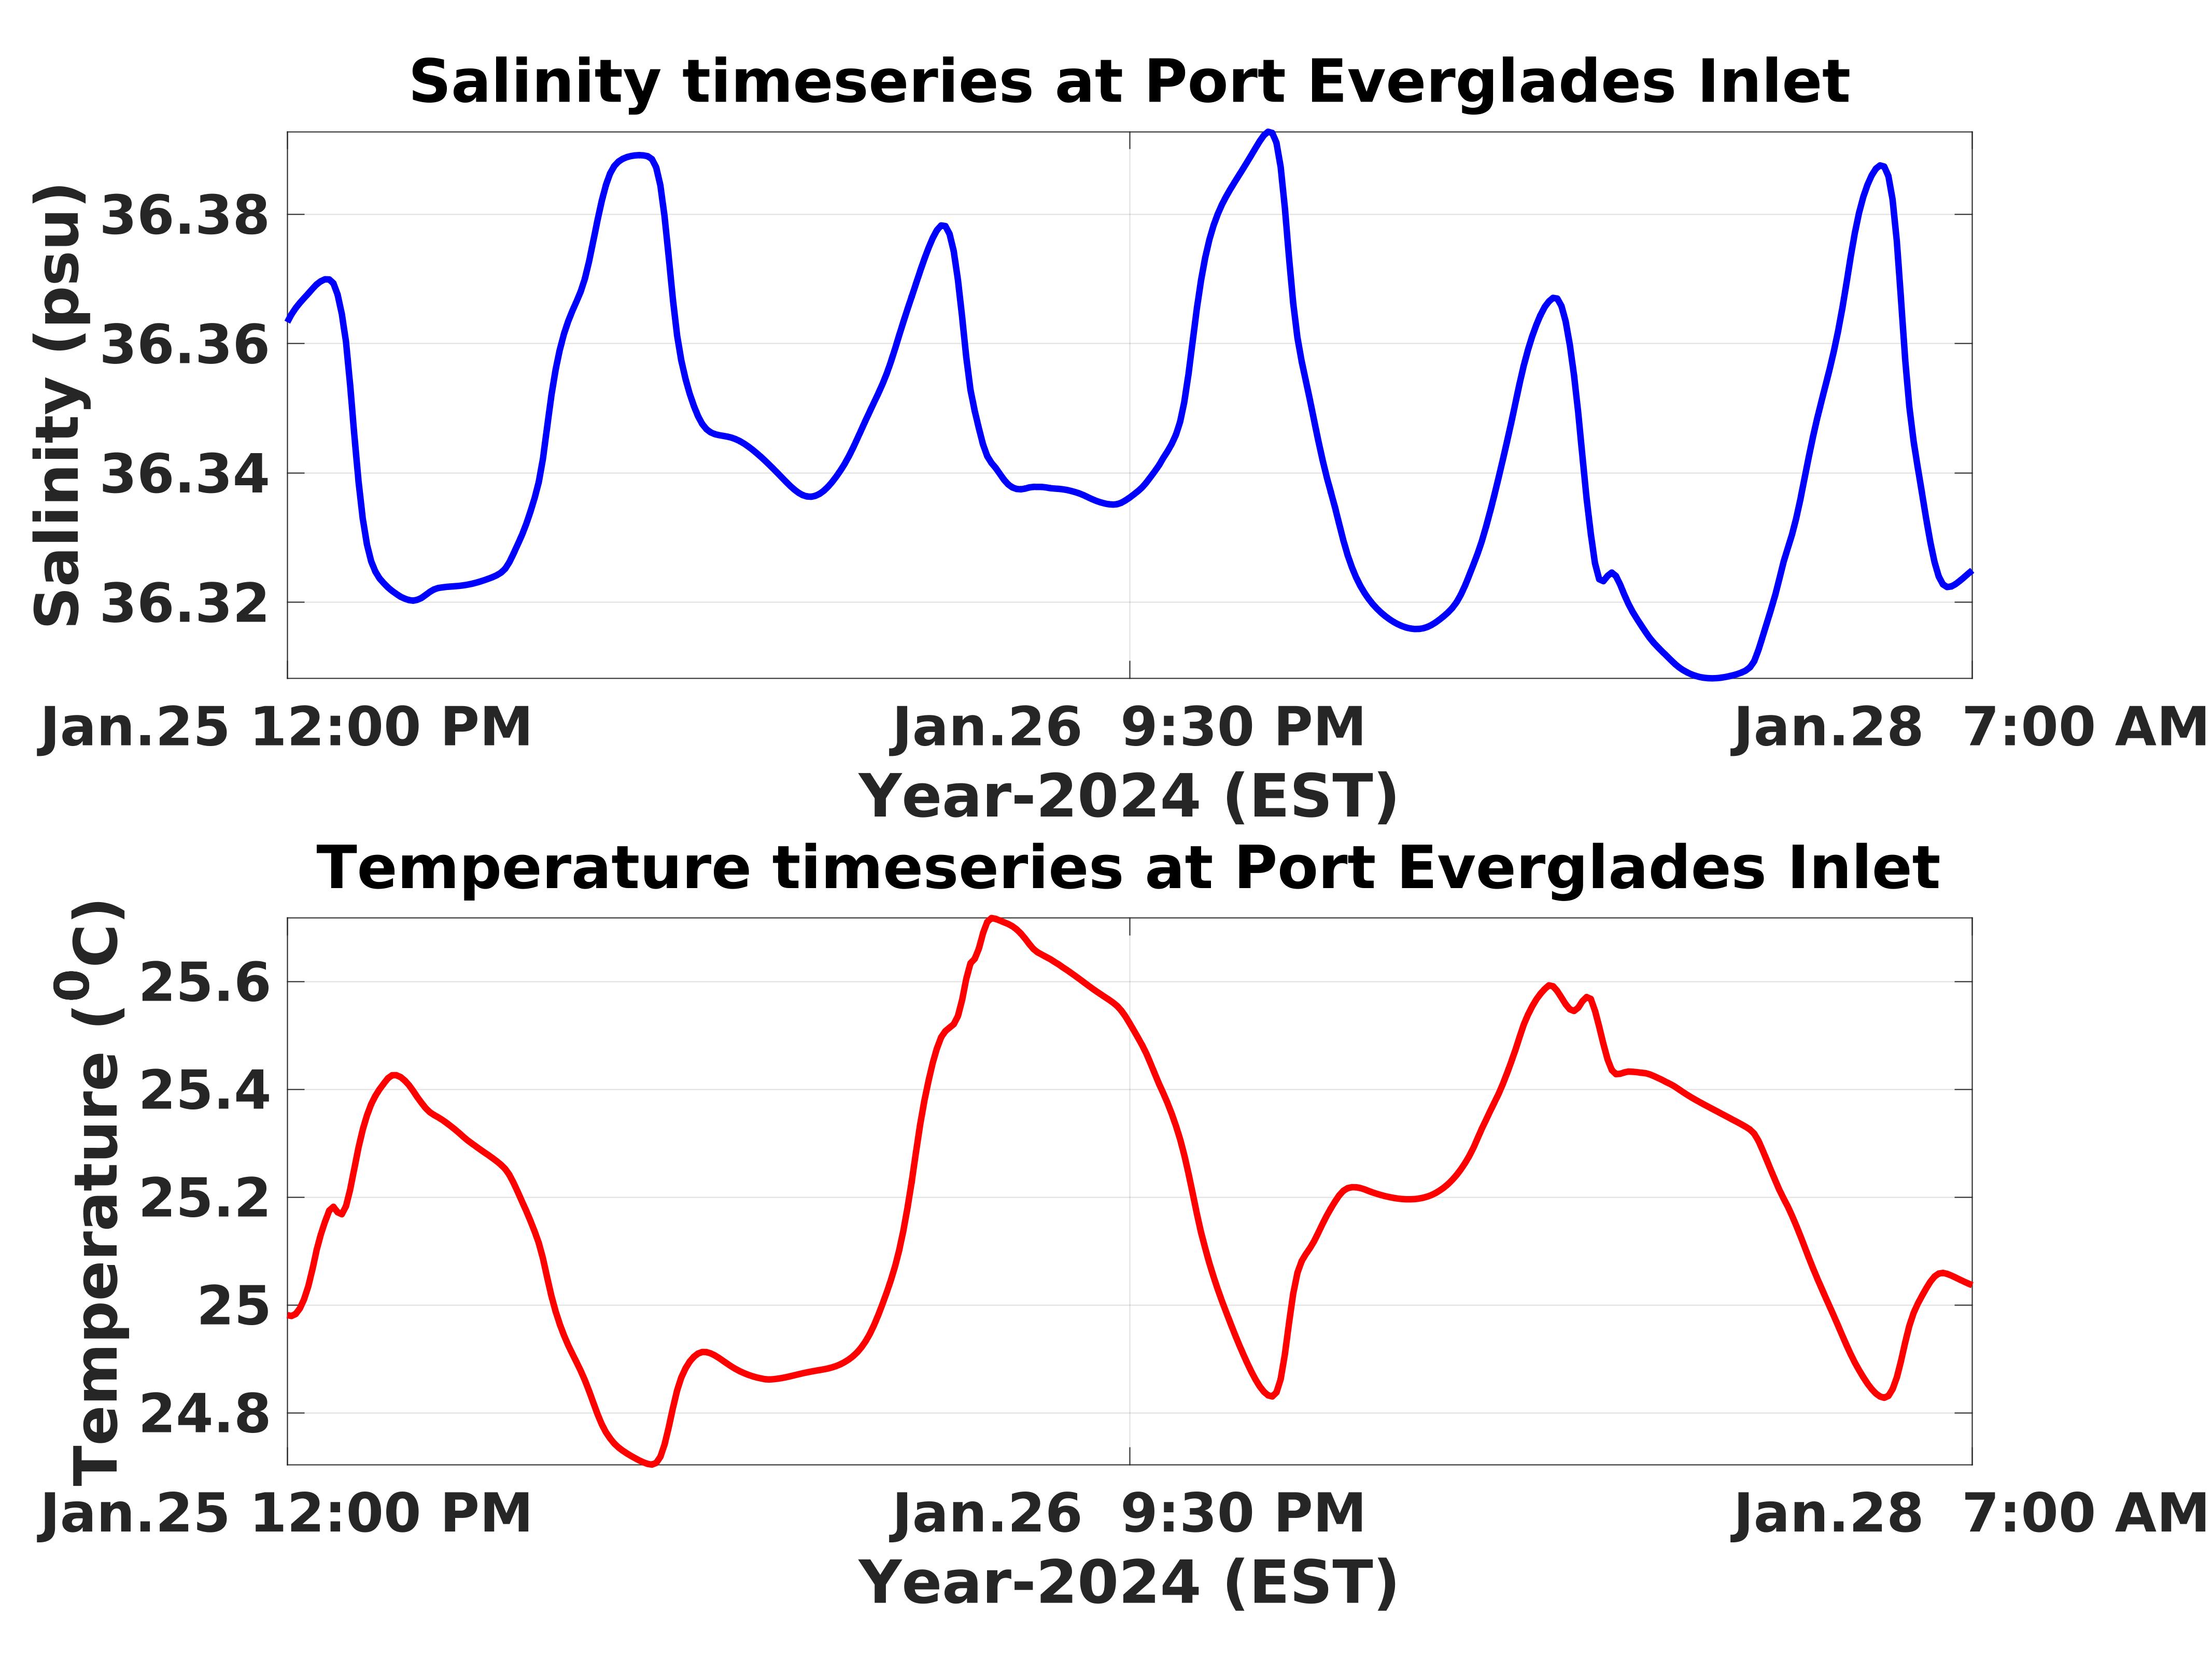 Salinity timeseries at Port Everglades Inlet
Salinity (psu)
36.38
36.36
36.34
36.32
Jan.25 12:00 PM Jan.26  9:30 PM Jan.28  7:00 AM
Year-2024 (EST)
Temperature timeseries at Port Everglades Inlet
Temperature (⁰C)
25.6
25.4
25.2
25
24.8
Jan.25 12:00 PM Jan.26  9:30 PM Jan.28  7:00 AM
Year-2024 (EST)